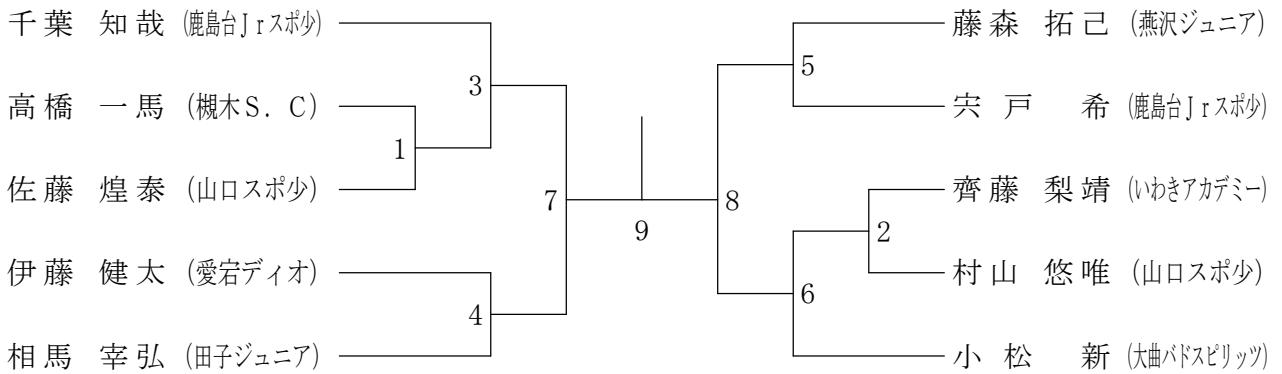 千葉 知哉 (鹿島台Jrスポ少)
高橋 一馬 (槻木S.C)
佐藤 煌泰 (山口スポ少)
伊藤 健太 (愛宕ディオ)
相馬 幸弘 (田子ジュニア)
3
1
7
4
9
8
5
2
6
藤森 拓己 (燕沢ジュニア)
宍戸 希 (鹿島台Jrスポ少)
齊藤 梨靖 (いわきアカデミー)
村山 悠唯 (山口スポ少)
小松 新 (大曲バドスピリッツ)